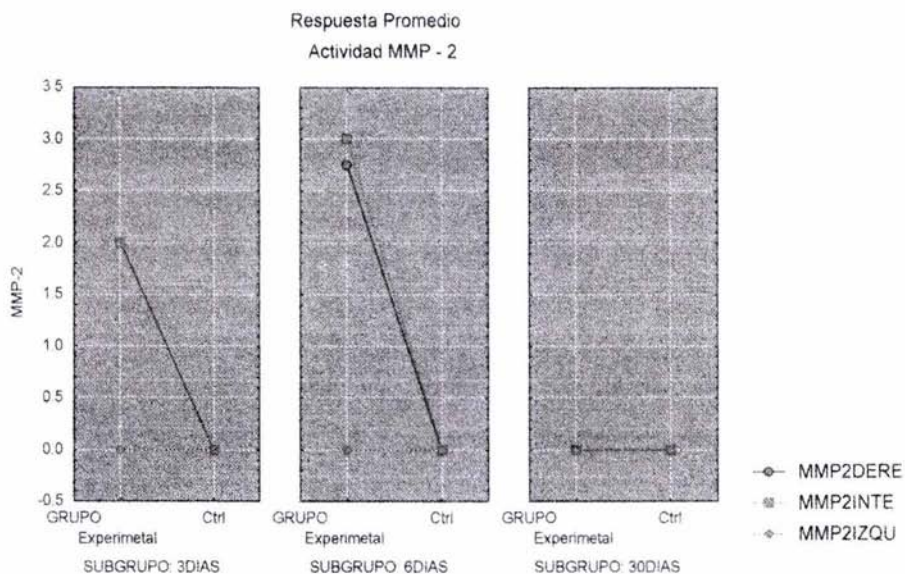 Respuesta Promedio
Actividad MMP - 2
3.5
3.0
2.5
2.0
1.5
1.0
0.5
0.0
-0.5
MMP-2
GRUPO Ctrl
Experimetal
SUBGRUPO: 3DIAS
GRUPO Ctrl
Experimetal
SUBGRUPO: 6DIAS
GRUPO Ctrl
Experimetal
SUBGRUPO: 30DIAS
MMP2DERE
MMP2INTE
MMP2IZQU